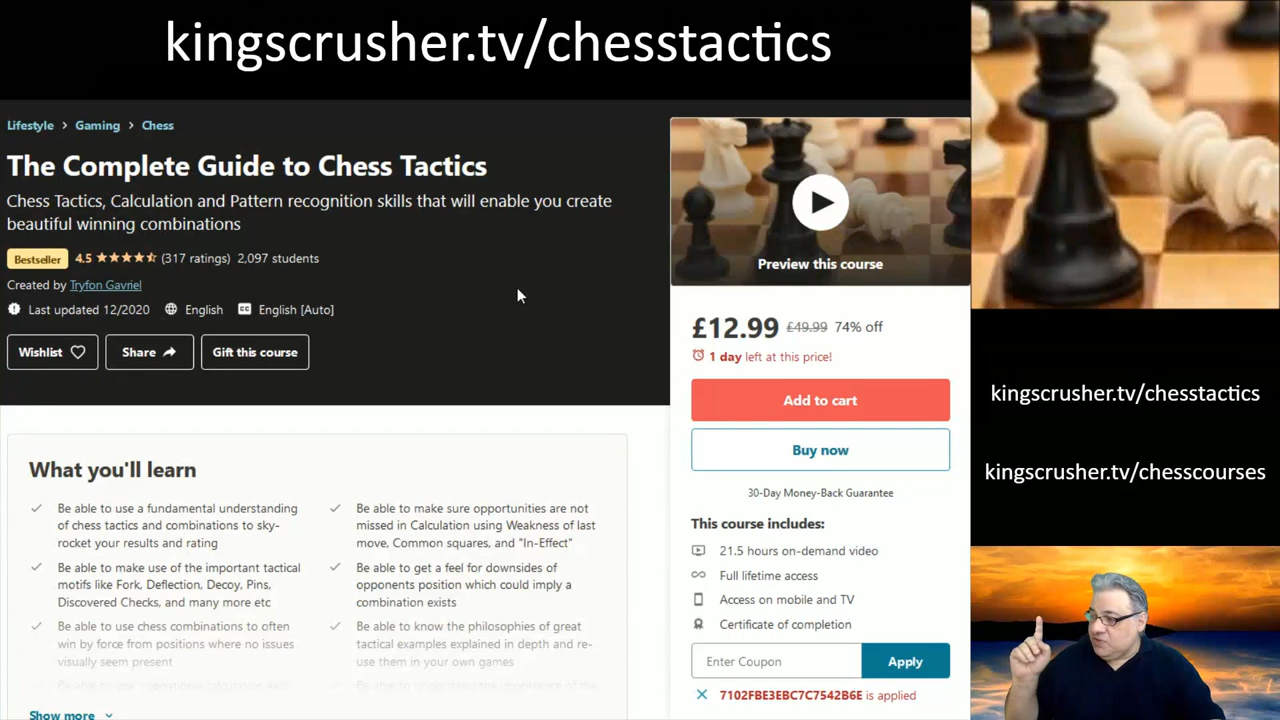 kingscrusher.tv/chesstactics
Lifestyle > Gaming > Chess
The Complete Guide to Chess Tactics
Chess Tactics, Calculation and Pattern recognition skills that will enable you create
beautiful winning combinations
Bestseller 4.5 (317 ratings) 2,097 students
Created by Tryfon Gavriel
Last updated 12/2020 English English [Auto]
Wishlist Share Gift this course
What you'll learn
Be able to use a fundamental understanding
of chess tactics and combinations to sky-
rocket your results and rating
Be able to make use of the important tactical
motifs like Fork, Deflection, Decoy, Pins,
Discovered Checks, and many more etc
Be able to use chess combinations to often
win by force from positions where no issues
visually seem present
Be able to make sure opportunities are not
missed in Calculation using Weakness of last
move, Common squares, and "In-Effect"
Be able to get a feel for downsides of
opponents position which could imply a
combination exists
Be able to know the philosophies of great
tactical examples explained in depth and re-
use them in your own games
Show more
Preview this course
£12.99 £49.99 74% off
1 day left at this price!
Add to cart
Buy now
30-Day Money-Back Guarantee
This course includes:
21.5 hours on-demand video
Full lifetime access
Access on mobile and TV
Certificate of completion
Enter Coupon Apply
7102FBE3EBC7C7542B6E is applied
kingscrusher.tv/chesstactics
kingscrusher.tv/chesscourses